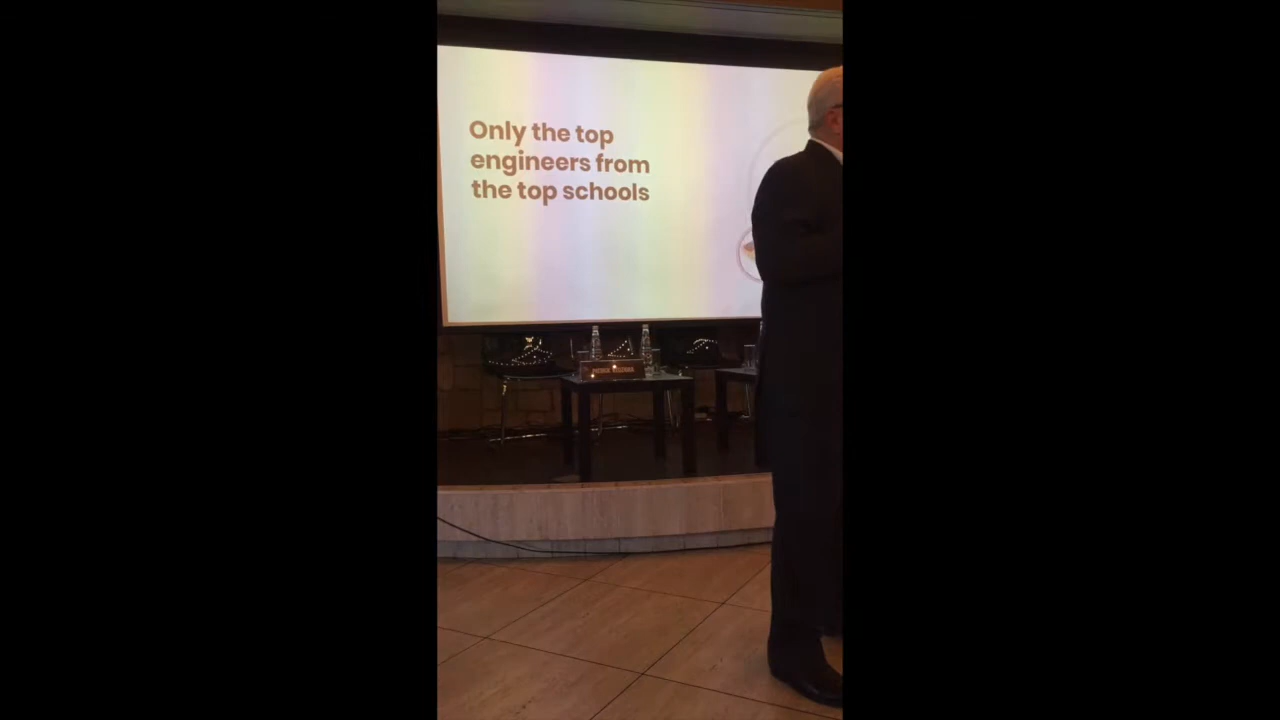 Only the top
engineers from
the top schools